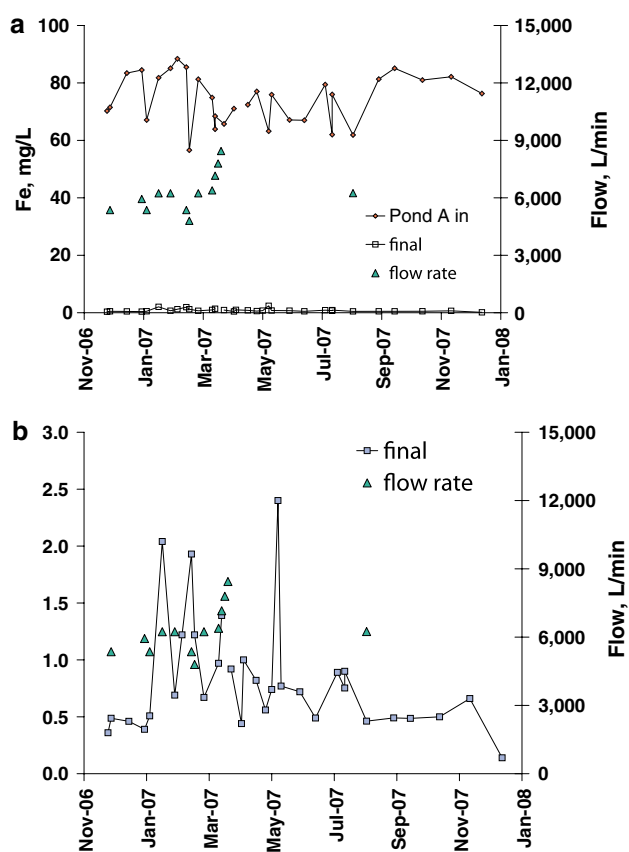 a
100
80
60
40
20
0
Fe, mg/L
15,000
12,000
9,000
6,000
3,000
0
Flow, L/min
Pond A in
final
flow rate
Nov-06
Jan-07
Mar-07
May-07
Jul-07
Sep-07
Nov-07
Jan-08
b
3.0
2.5
2.0
1.5
1.0
0.5
0.0
15,000
12,000
9,000
6,000
3,000
0
Flow, L/min
final
flow rate
Nov-06
Jan-07
Mar-07
May-07
Jul-07
Sep-07
Nov-07
Jan-08